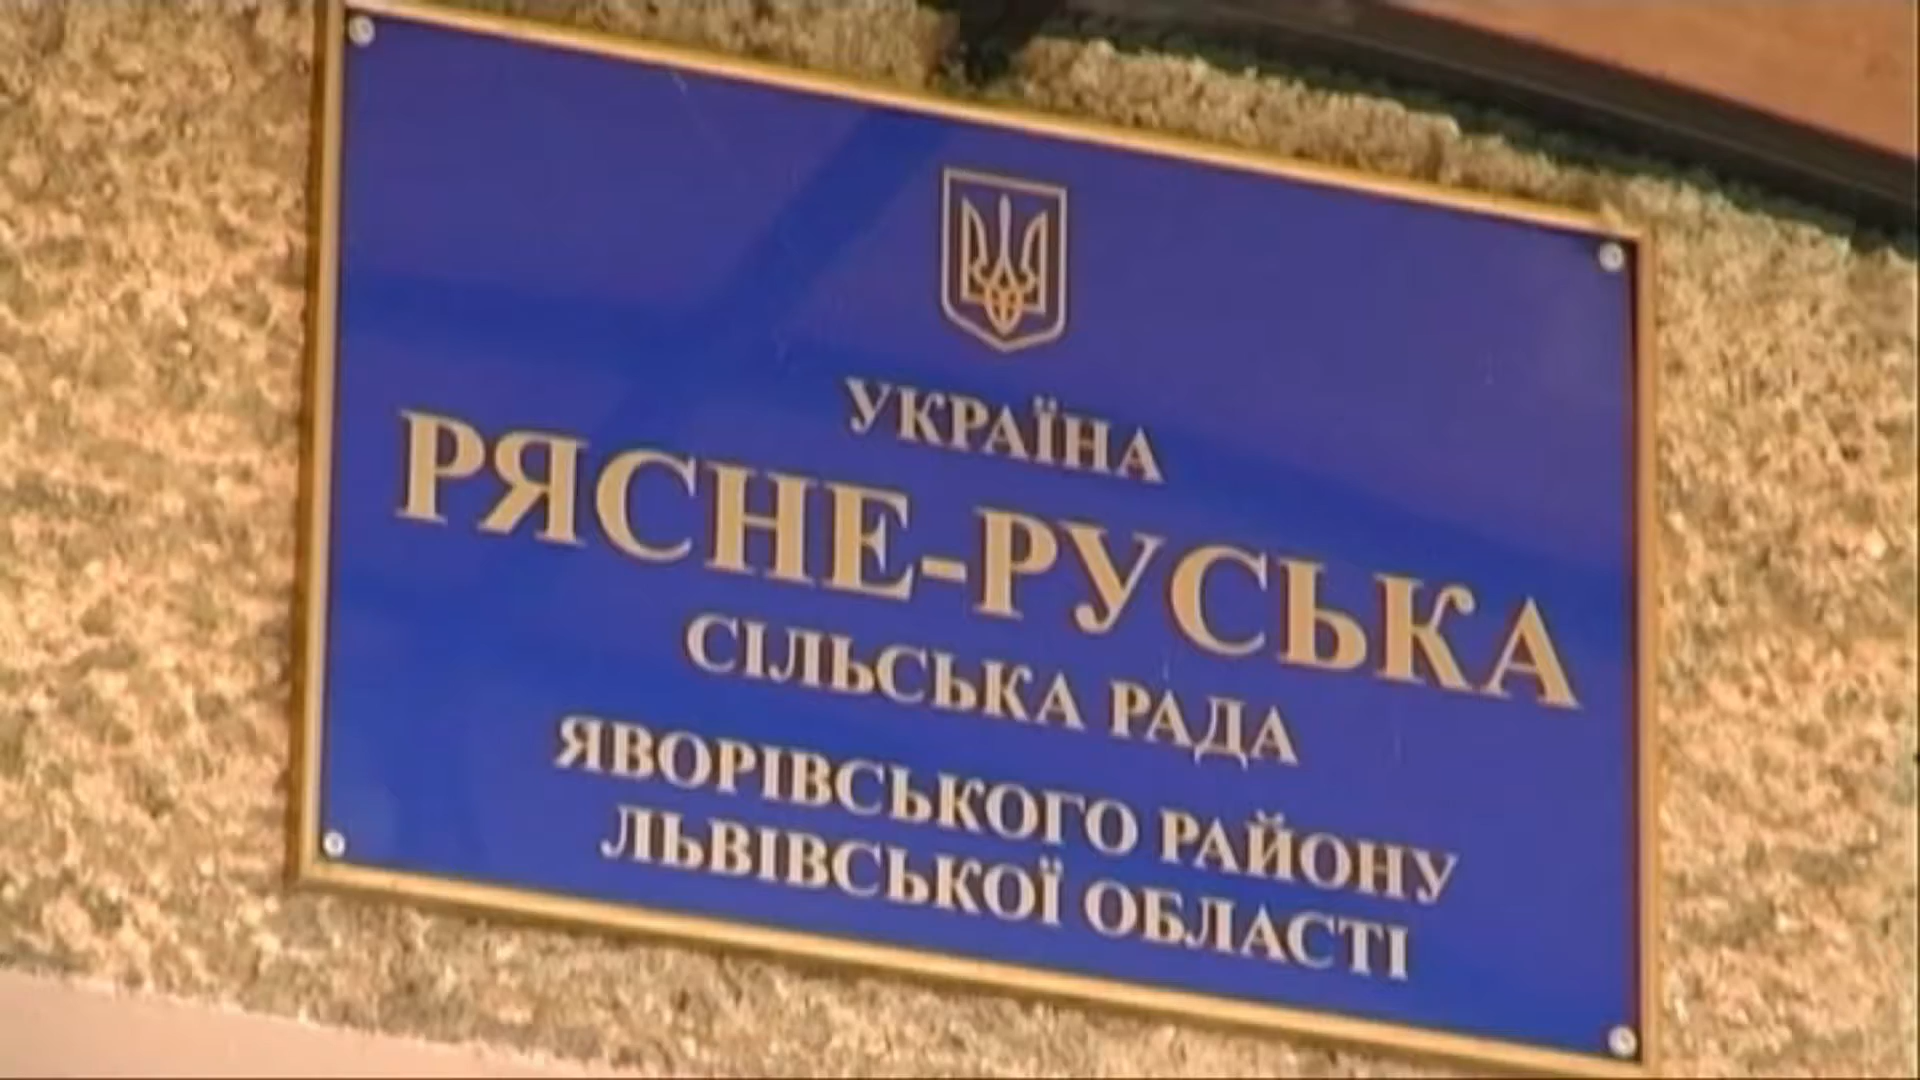 УКРАЇНА
РЯСНЕ-РУСЬКА
СІЛЬСЬКА РАДА
ЯВОРІВСЬКОГО РАЙОНУ
ЛЬВІВСЬКОЇ ОБЛАСТІ